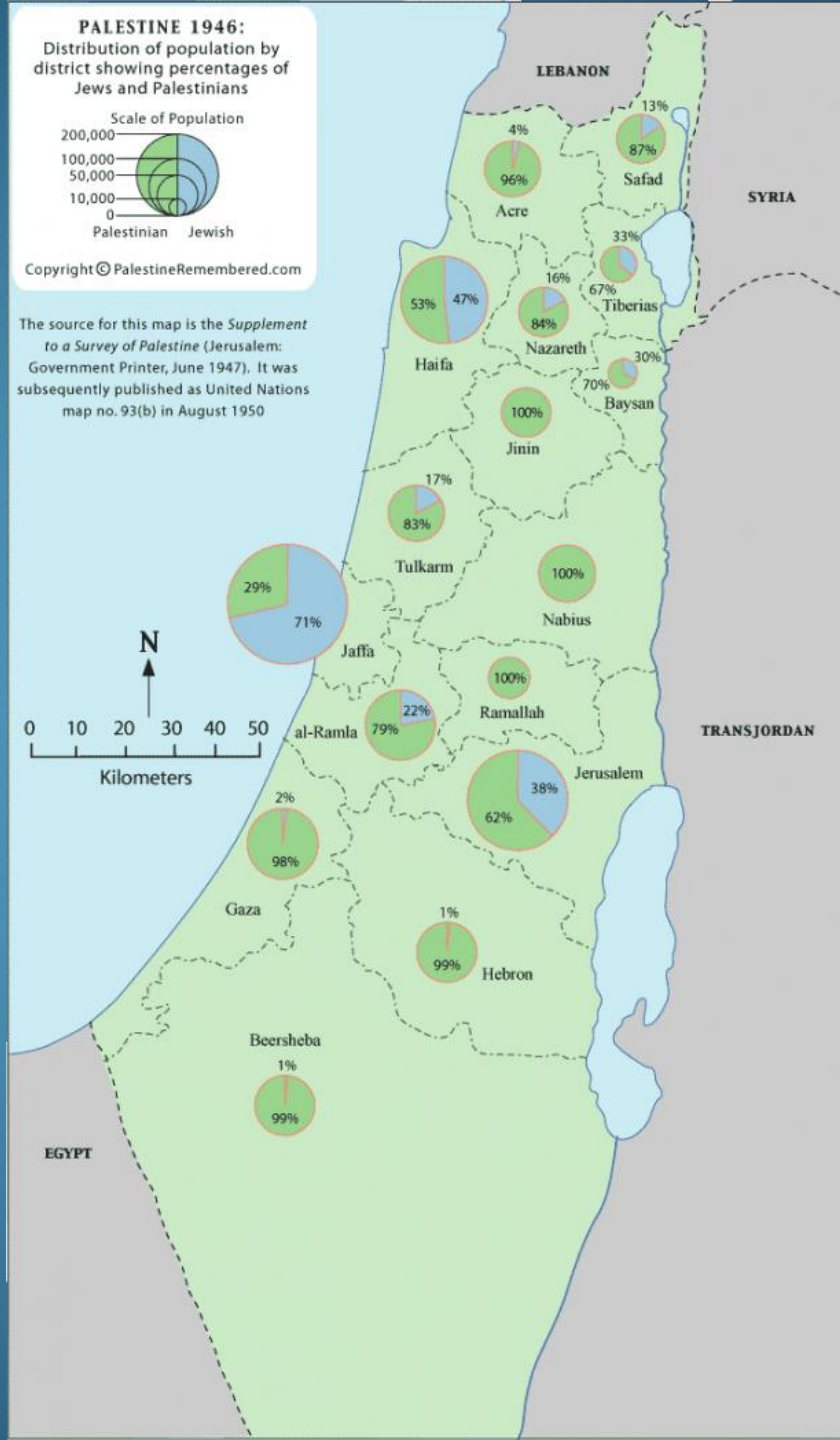 PALESTINE 1946:
Distribution of population by
district showing percentages of
Jews and Palestinians
Scale of Population
200,000
100,000
50,000
10,000
0
Palestinian Jewish
Copyright © PalestineRemembered.com
The source for this map is the Supplement
to a Survey of Palestine (Jerusalem:
Government Printer, June 1947). It was
subsequently published as United Nations
map no. 93(b) in August 1950
LEBANON
SYRIA
TRANSJORDAN
EGYPT
13%
87%
Safad
4%
96%
Acre
33%
67%
Tiberias
53% 47%
Haifa
16%
84%
Nazareth
30%
70%
Baysan
100%
Jinin
17%
83%
Tulkarm
100%
Nabius
29%
71%
Jaffa
100%
Ramallah
al-Ramla
22%
79%
Jerusalem
38%
62%
2%
98%
Gaza
1%
99%
Hebron
Beersheba
1%
99%
N
0 10 20 30 40 50
Kilometers